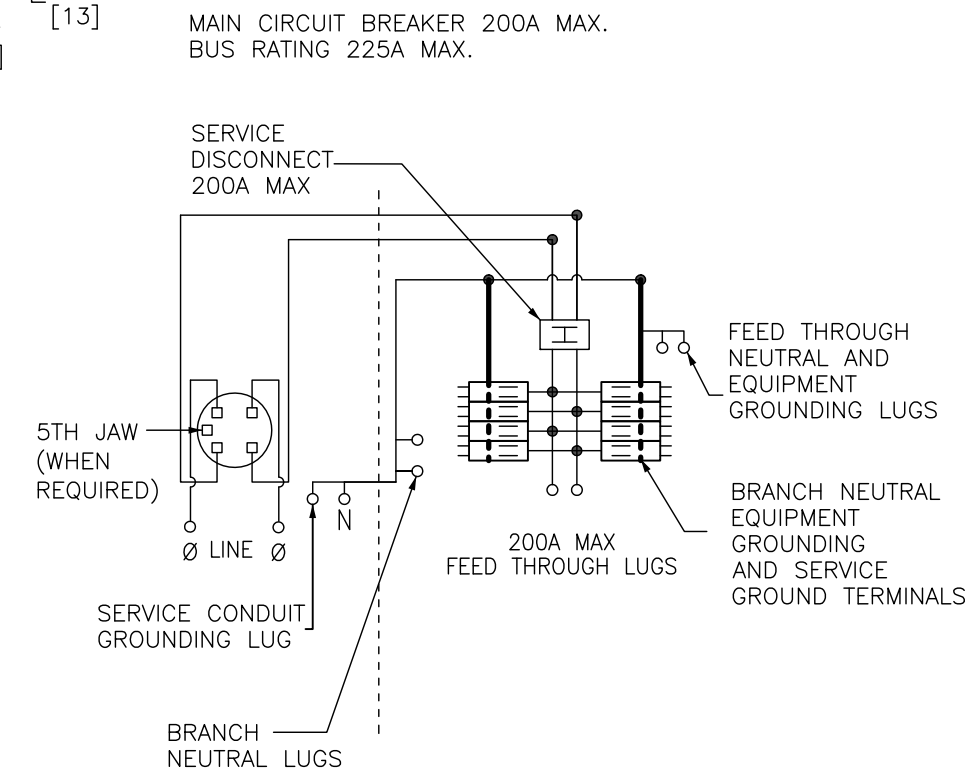 [13]
MAIN CIRCUIT BREAKER 200A MAX.
BUS RATING 225A MAX.
SERVICE
DISCONNECT
200A MAX
FEED THROUGH
NEUTRAL AND
EQUIPMENT
GROUNDING LUGS
5TH JAW
(WHEN
REQUIRED)
Ø LINE Ø
N
200A MAX
FEED THROUGH LUGS
BRANCH NEUTRAL
EQUIPMENT
GROUNDING
AND SERVICE
GROUND TERMINALS
SERVICE CONDUIT
GROUNDING LUG
BRANCH
NEUTRAL LUGS